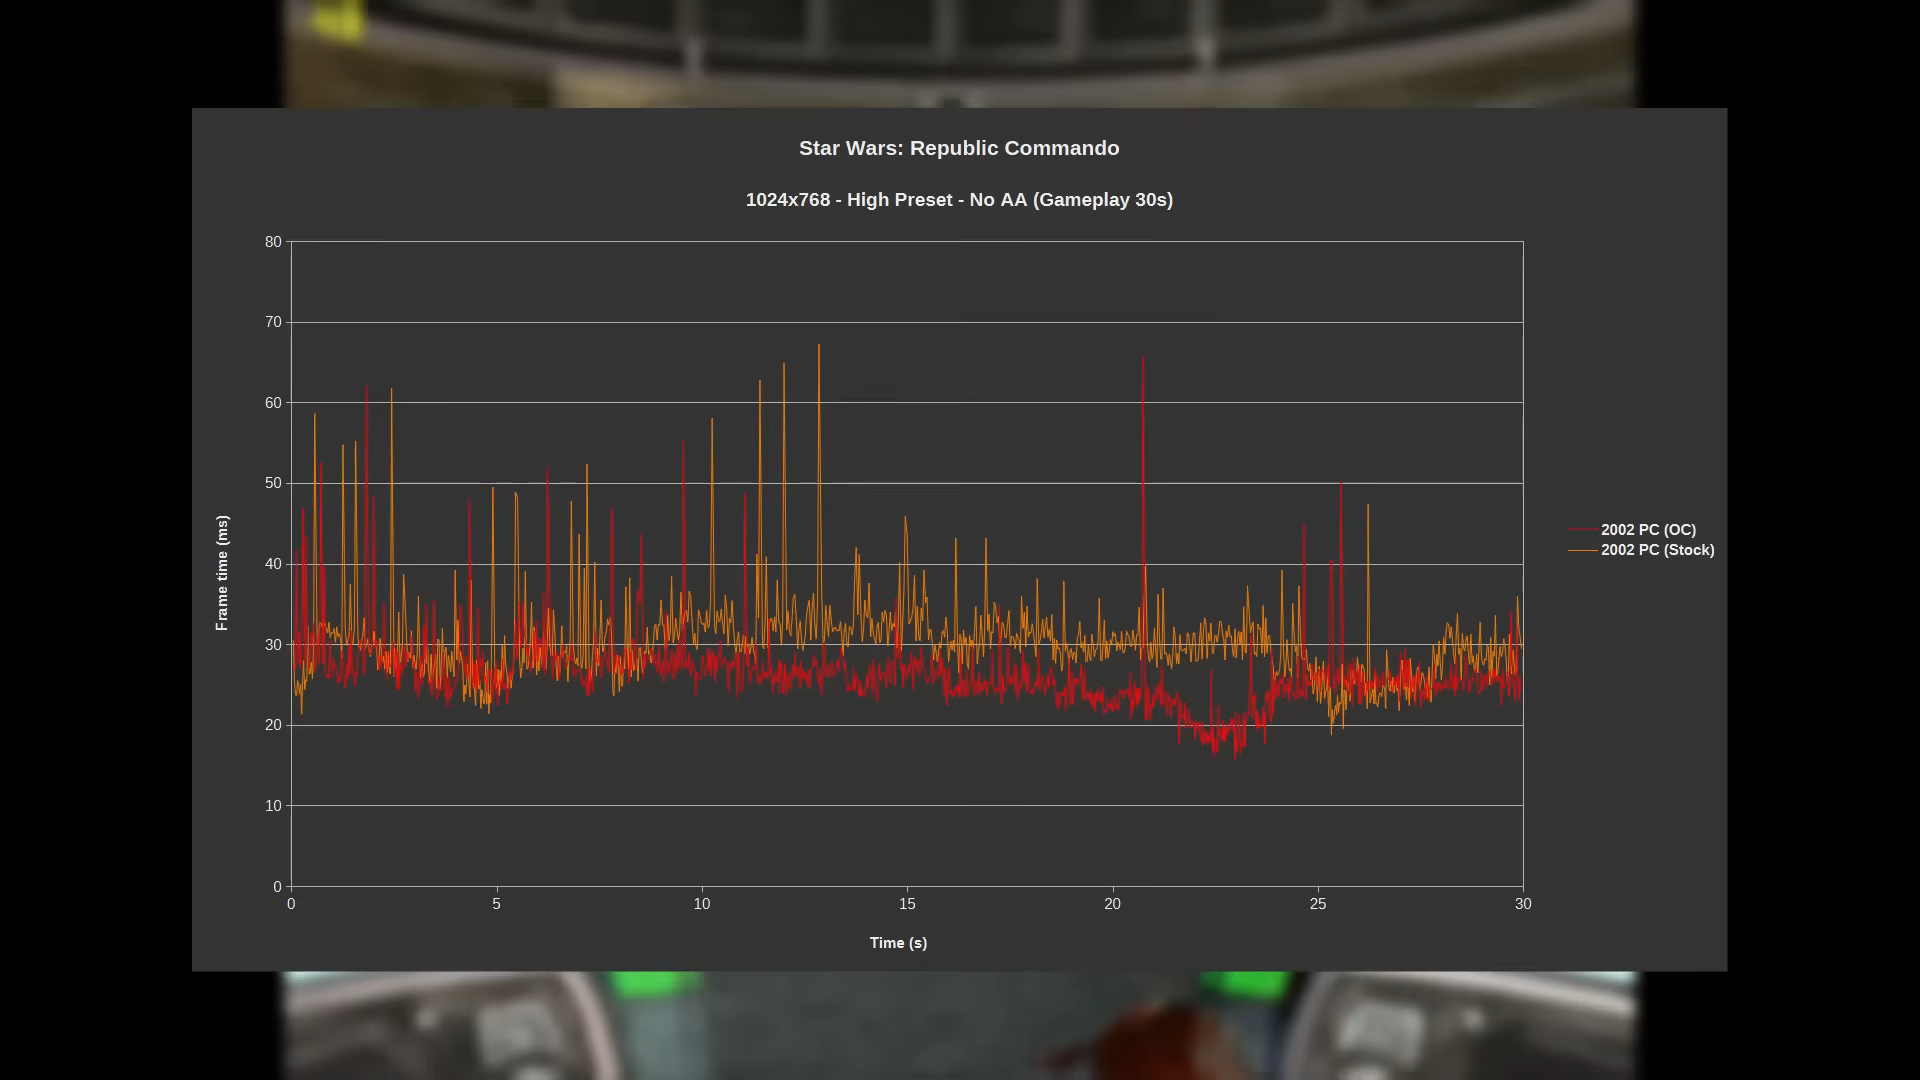 Star Wars: Republic Commando
1024x768 - High Preset - No AA (Gameplay 30s)
80
70
60
50
40
30
20
10
0
Frame time (ms)
0 5 10 15 20 25 30
Time (s)
2002 PC (OC)
2002 PC (Stock)